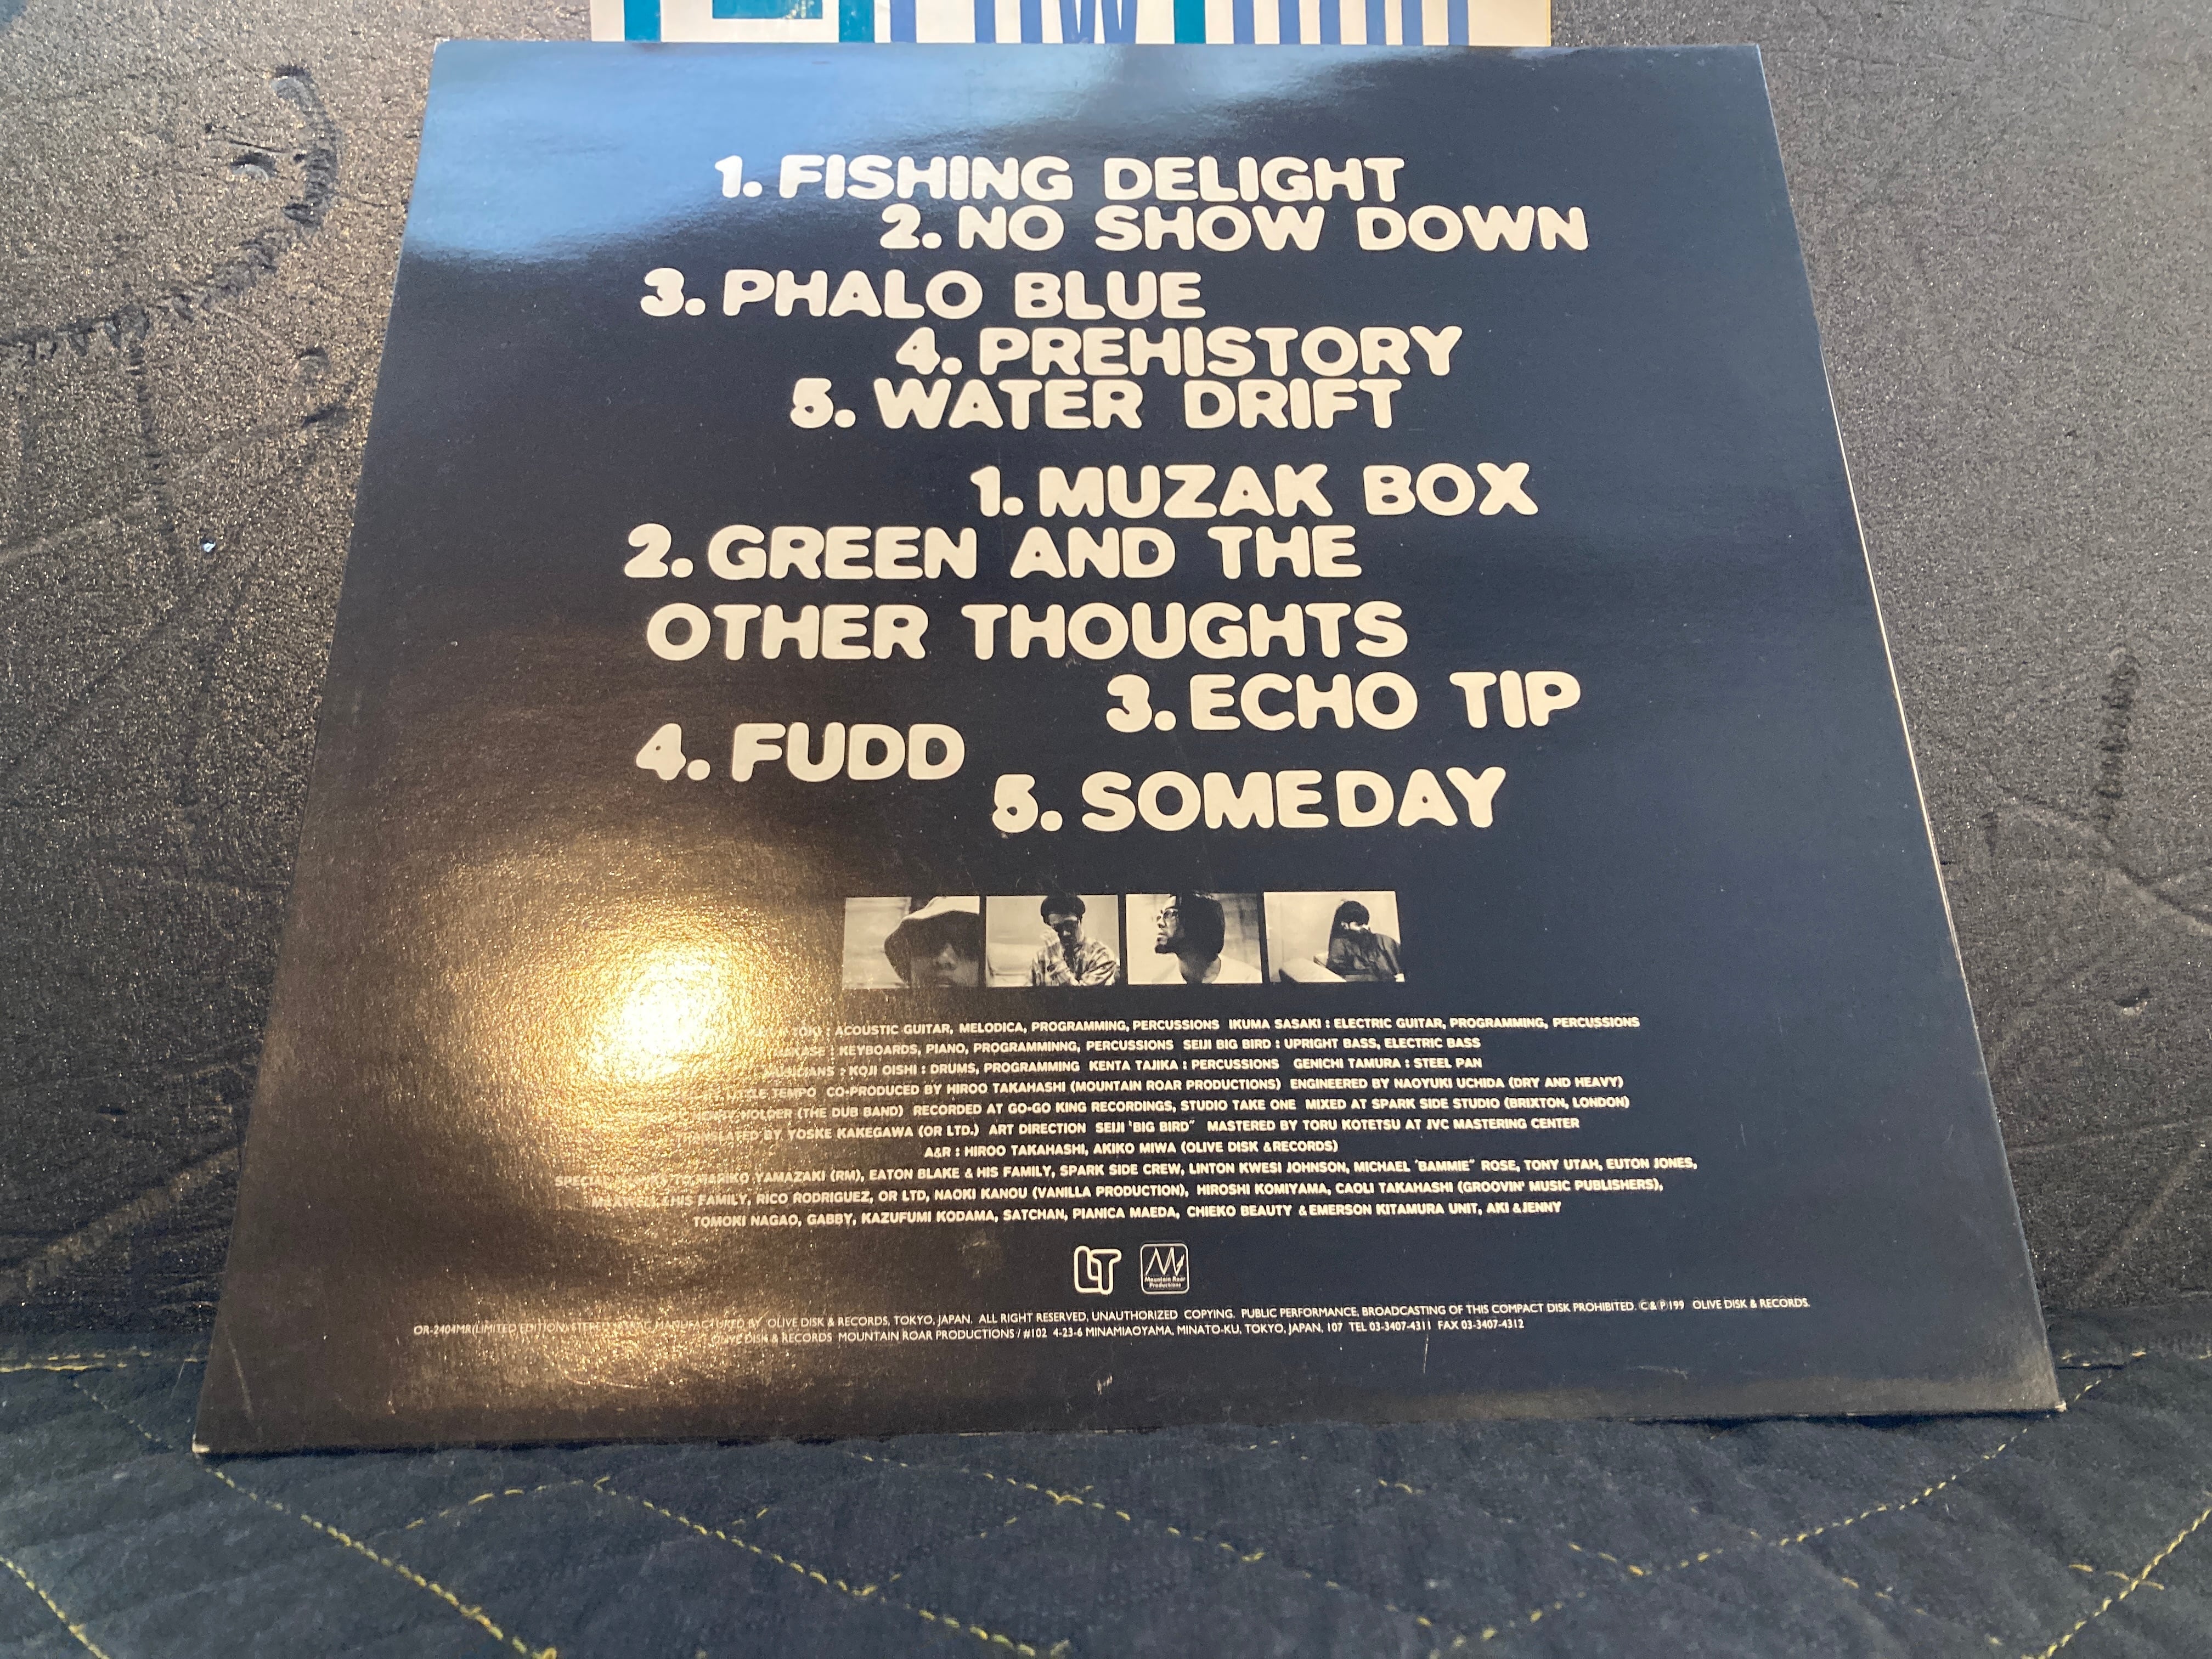 1. FISHING DELIGHT
2. NO SHOW DOWN
3. PHALO BLUE
4. PREHISTORY
5. WATER DRIFT
1. MUZAK BOX
2. GREEN AND THE
OTHER THOUGHTS
3. ECHO TIP
4. FUDD
5. SOMEDAY
TOKI : ACOUSTIC GUITAR, MELODICA, PROGRAMMING, PERCUSSIONS IKUMA SASAKI : ELECTRIC GUITAR, PROGRAMMING, PERCUSSIONS
: KEYBOARDS, PIANO, PROGRAMMINNG, PERCUSSIONS SEIJI BIG BIRD : UPRIGHT BASS, ELECTRIC BASS
: KOJI OISHI : DRUMS, PROGRAMMING KENTA TAJIKA : PERCUSSIONS GENICHI TAMURA : STEEL PAN
LITTLE TEMPO CO-PRODUCED BY HIROO TAKAHASHI (MOUNTAIN ROAR PRODUCTIONS) ENGINEERED BY NAOYUKI UCHIDA (DRY AND HEAVY)
HOLDER (THE DUB BAND) RECORDED AT GO-GO KING RECORDINGS, STUDIO TAKE ONE MIXED AT SPARK SIDE STUDIO (BRIXTON, LONDON)
TRANSLATED BY YOSKE KAKEGAWA (OR LTD.) ART DIRECTION SEIJI 'BIG BIRD" MASTERED BY TORU KOTETSU AT JVC MASTERING CENTER
A&R : HIROO TAKAHASHI, AKIKO MIWA (OLIVE DISK &RECORDS)
SPECIAL TO MARIKO YAMAZAKI (RM), EATON BLAKE & HIS FAMILY, SPARK SIDE CREW, LINTON KWESI JOHNSON, MICHAEL 'BAMMIE" ROSE, TONY UTAH, EUTON JONES,
MAXWELL &HIS FAMILY, RICO RODRIGUEZ, OR LTD, NAOKI KANOU (VANILLA PRODUCTION), HIROSHI KOMIYAMA, CAOLI TAKAHASHI (GROOVIN' MUSIC PUBLISHERS),
TOMOKI NAGAO, GABBY, KAZUFUMI KODAMA, SATCHAN, PIANICA MAEDA, CHIEKO BEAUTY &EMERSON KITAMURA UNIT, AKI &JENNY
LT
Mountain Roar
Productions
OR-2404MR(LIMITED EDITION) STEREO MANUFACTURED BY OLIVE DISK & RECORDS, TOKYO, JAPAN. ALL RIGHT RESERVED, UNAUTHORIZED COPYING. PUBLIC PERFORMANCE, BROADCASTING OF THIS COMPACT DISK PROHIBITED. ©&℗199 OLIVE DISK & RECORDS.
OLIVE DISK & RECORDS MOUNTAIN ROAR PRODUCTIONS / #102 4-23-6 MINAMIAOYAMA, MINATO-KU, TOKYO, JAPAN, 107 TEL 03-3407-4311 FAX 03-3407-4312